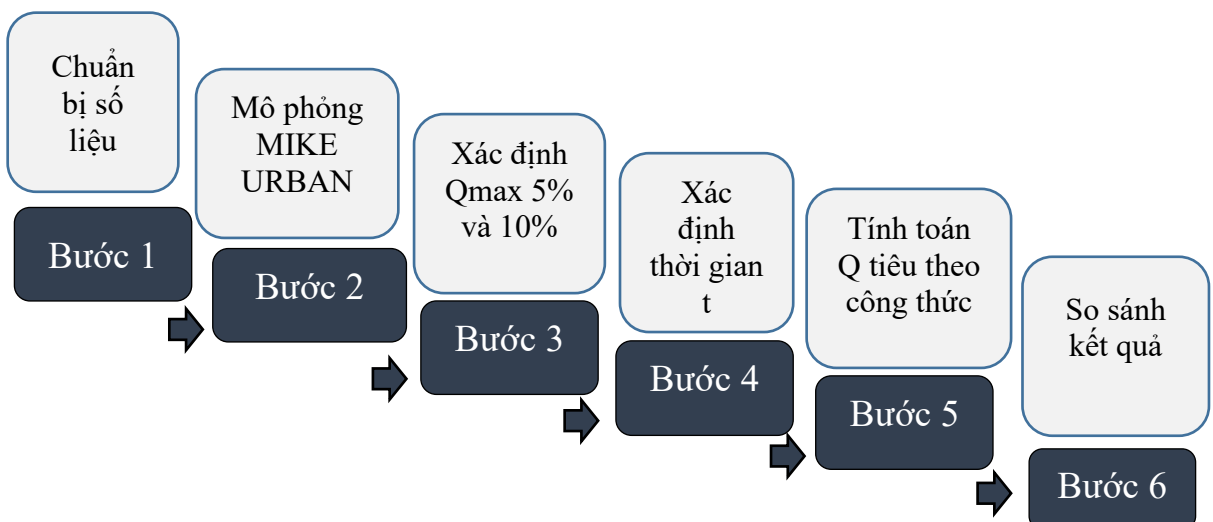 Chuẩn
bị số
liệu
Bước 1
Mô phỏng
MIKE
URBAN
Bước 2
Xác định
Qmax 5%
và 10%
Bước 3
Xác
định
thời gian
t
Bước 4
Tính toán
Q tiêu theo
công thức
Bước 5
So sánh
kết quả
Bước 6